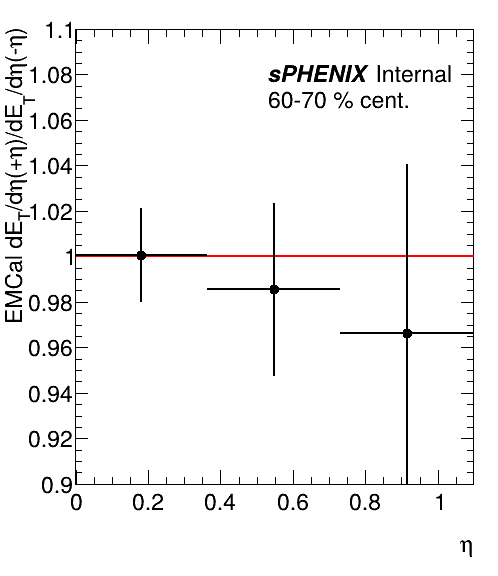 EMCal dE_T/dη(+η)/dE_T/dη(-η)
1.1
1.08
1.06
1.04
1.02
1
0.98
0.96
0.94
0.92
0.9
sPHENIX Internal
60-70 % cent.
0 0.2 0.4 0.6 0.8 1
η